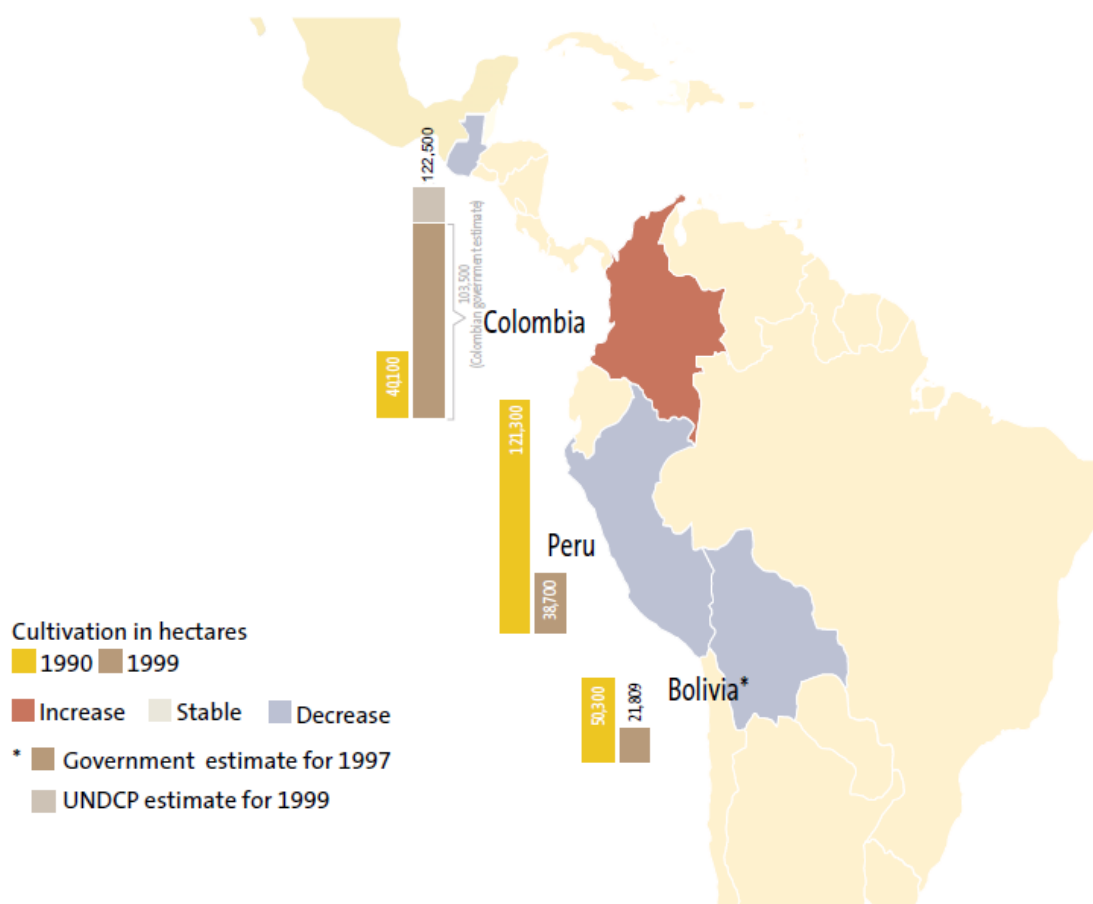 122,500
103,500
(Colombian government estimate)
40,100
Colombia
121,300
38,700
Peru
50,300
21,809
Bolivia*
Cultivation in hectares
1990 1999
Increase Stable Decrease
* Government estimate for 1997
UNDCP estimate for 1999